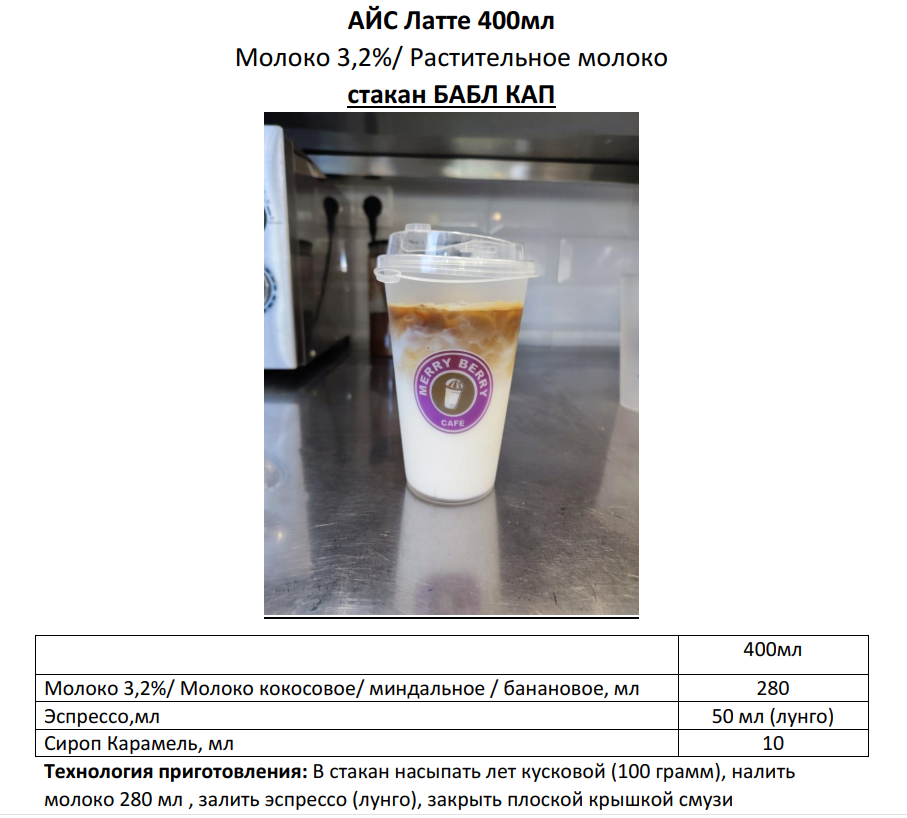 АЙС Латте 400мл
Молоко 3,2%/ Растительное молоко
стакан БАБЛ КАП
MERRY BERRY
CAFE
400мл
Молоко 3,2%/ Молоко кокосовое/ миндальное / банановое, мл 280
Эспрессо,мл 50 мл (лунго)
Сироп Карамель, мл 10
Технология приготовления: В стакан насыпать лет кусковой (100 грамм), налить
молоко 280 мл , залить эспрессо (лунго), закрыть плоской крышкой смузи